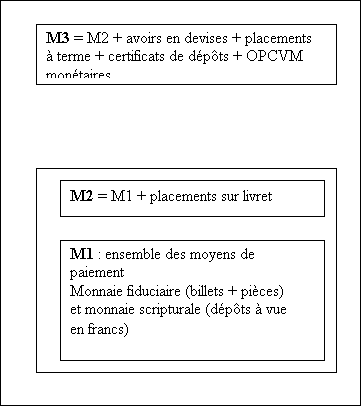 M3 = M2 + avoirs en devises + placements
à terme + certificats de dépôts + OPCVM
monétaires
M2 = M1 + placements sur livret
M1 : ensemble des moyens de
paiement
Monnaie fiduciaire (billets + pièces)
et monnaie scripturale (dépôts à vue
en francs)